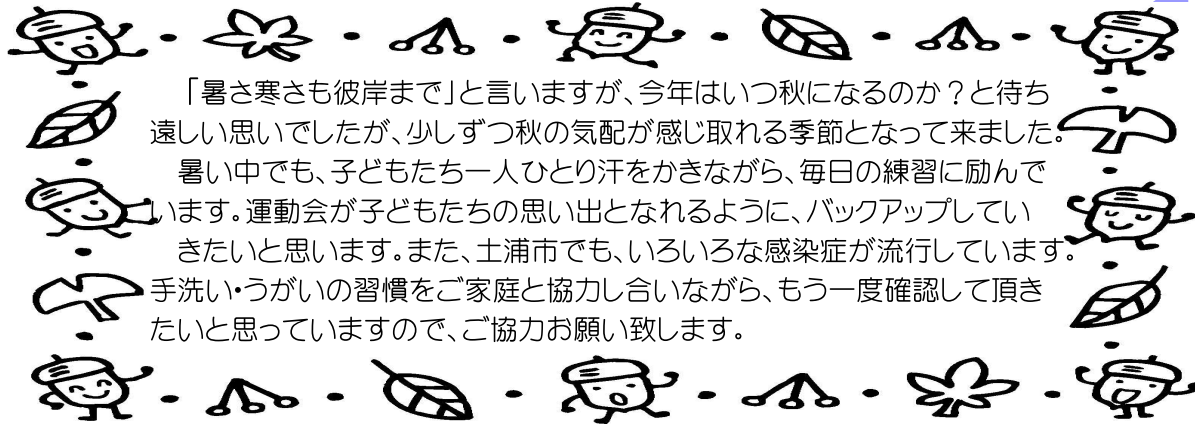 「暑さ寒さも彼岸まで」と言いますが、今年はいつ秋になるのか？と待ち
遠しい思いでしたが、少しずつ秋の気配が感じ取れる季節となって来ました。
暑い中でも、子どもたち一人ひとり汗をかきながら、毎日の練習に励んで
います。運動会が子どもたちの思い出となれるように、バックアップしてい
きたいと思います。また、土浦市でも、いろいろな感染症が流行しています。
手洗い・うがいの習慣をご家庭と協力し合いながら、もう一度確認して頂き
たいと思っていますので、ご協力お願い致します。